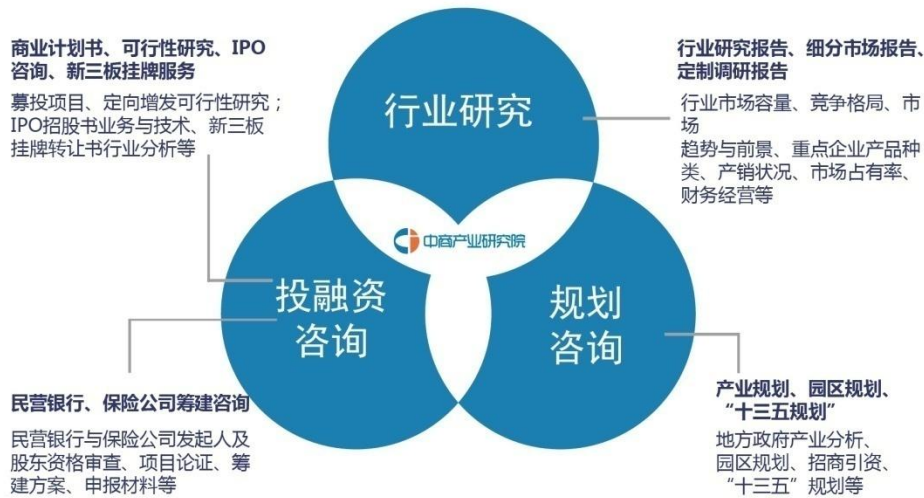 商业计划书、可行性研究、IPO
咨询、新三板挂牌服务
募投项目、定向增发可行性研究；
IPO招股书业务与技术、新三板
挂牌转让书行业分析等
行业研究
行业研究报告、细分市场报告、
定制调研报告
行业市场容量、竞争格局、市
场
趋势与前景、重点企业产品种
类、产销状况、市场占有率、
财务经营等
中商产业研究院
投融资
咨询
规划
咨询
民营银行、保险公司筹建咨询
民营银行与保险公司发起人及
股东资格审查、项目论证、筹
建方案、申报材料等
产业规划、园区规划、
“十三五规划”
地方政府产业分析、
园区规划、招商引资、
“十三五”规划等